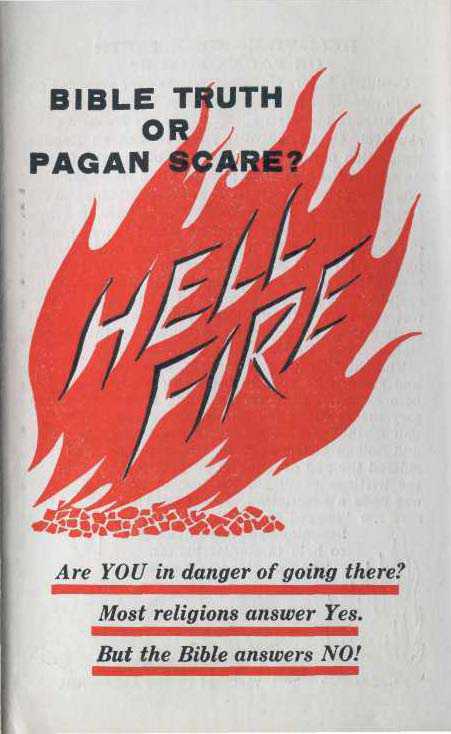 BIBLE TRUTH
OR
PAGAN SCARE?
HELL
FIRE
Are YOU in danger of going there?
Most religions answer Yes.
But the Bible answers NO!